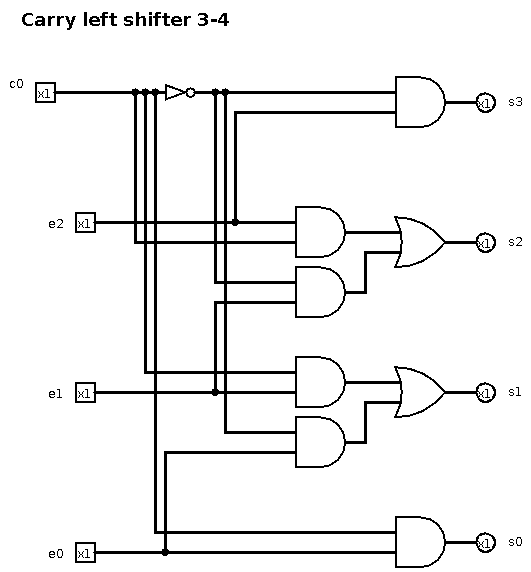 Carry left shifter 3-4
c0 x1
x1 s3
e2 x1
x1 s2
e1 x1
x1 s1
e0 x1
x1 s0